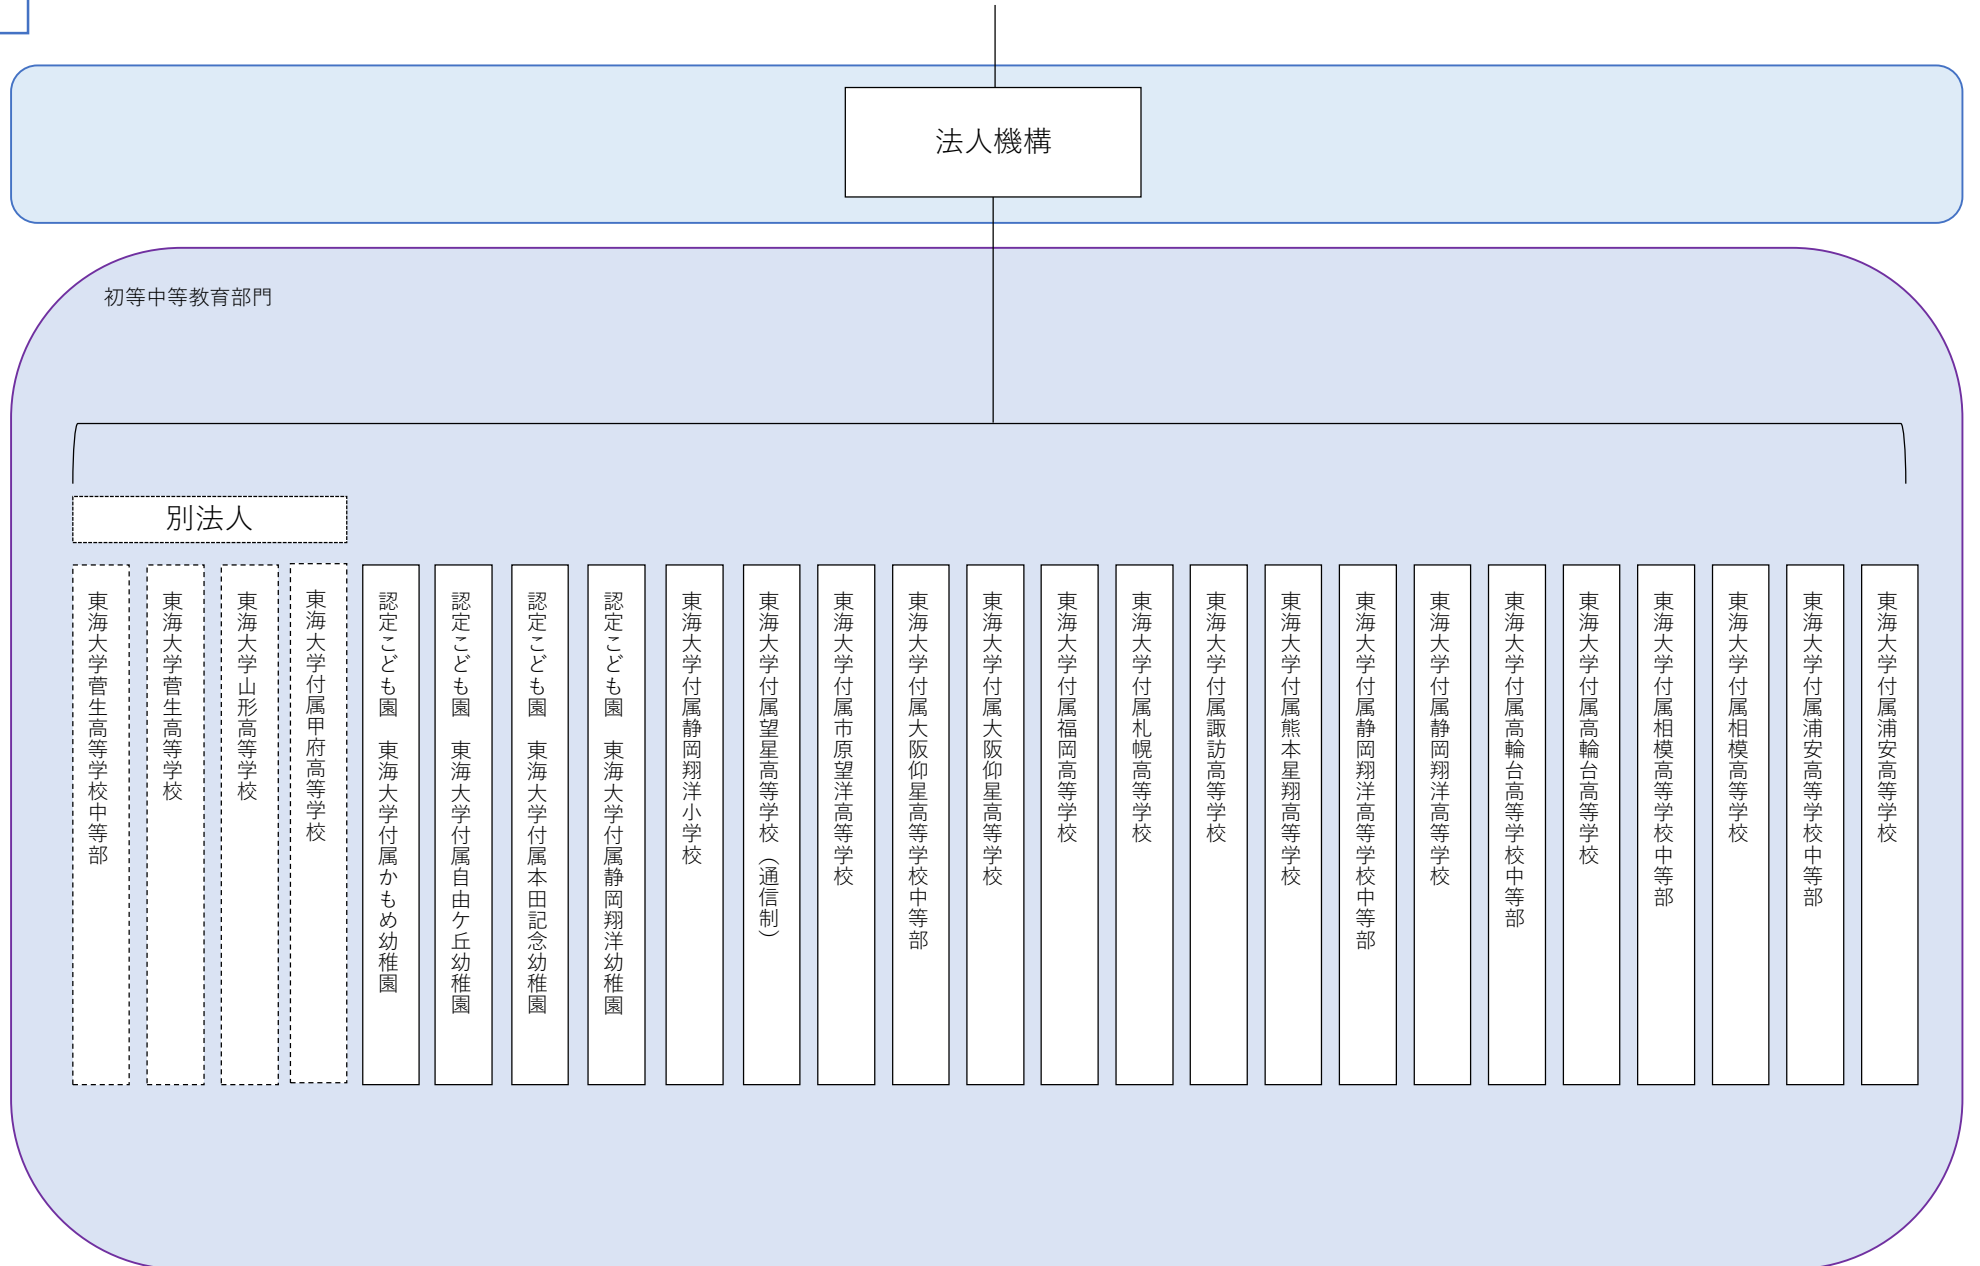 法人機構
初等中等教育部門
別法人
東海大学菅生高等学校中等部
東海大学菅生高等学校
東海大学山形高等学校
東海大学付属甲府高等学校
認定こども園　東海大学付属かもめ幼稚園
認定こども園　東海大学付属自由ケ丘幼稚園
認定こども園　東海大学付属本田記念幼稚園
認定こども園　東海大学付属静岡翔洋幼稚園
東海大学付属静岡翔洋小学校
東海大学付属望星高等学校（通信制）
東海大学付属市原望洋高等学校
東海大学付属大阪仰星高等学校中等部
東海大学付属大阪仰星高等学校
東海大学付属福岡高等学校
東海大学付属札幌高等学校
東海大学付属諏訪高等学校
東海大学付属熊本星翔高等学校
東海大学付属静岡翔洋高等学校中等部
東海大学付属静岡翔洋高等学校
東海大学付属高輪台高等学校中等部
東海大学付属高輪台高等学校
東海大学付属相模高等学校中等部
東海大学付属相模高等学校
東海大学付属浦安高等学校中等部
東海大学付属浦安高等学校